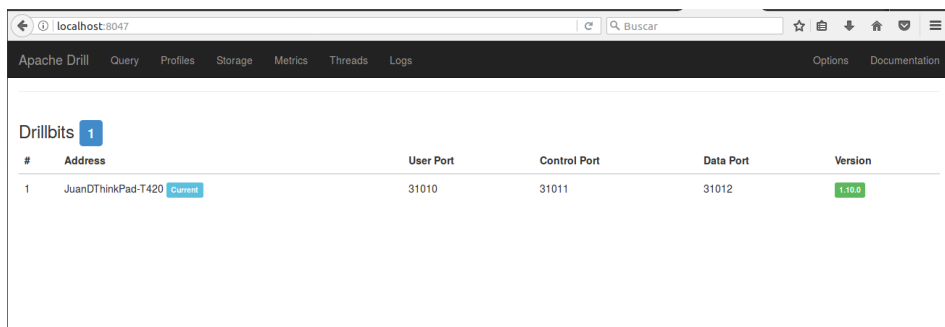 localhost:8047 Buscar
Apache Drill Query Profiles Storage Metrics Threads Logs Options Documentation
Drillbits 1
# Address User Port Control Port Data Port Version
1 JuanDThinkPad-T420 Current 31010 31011 31012 1.10.0